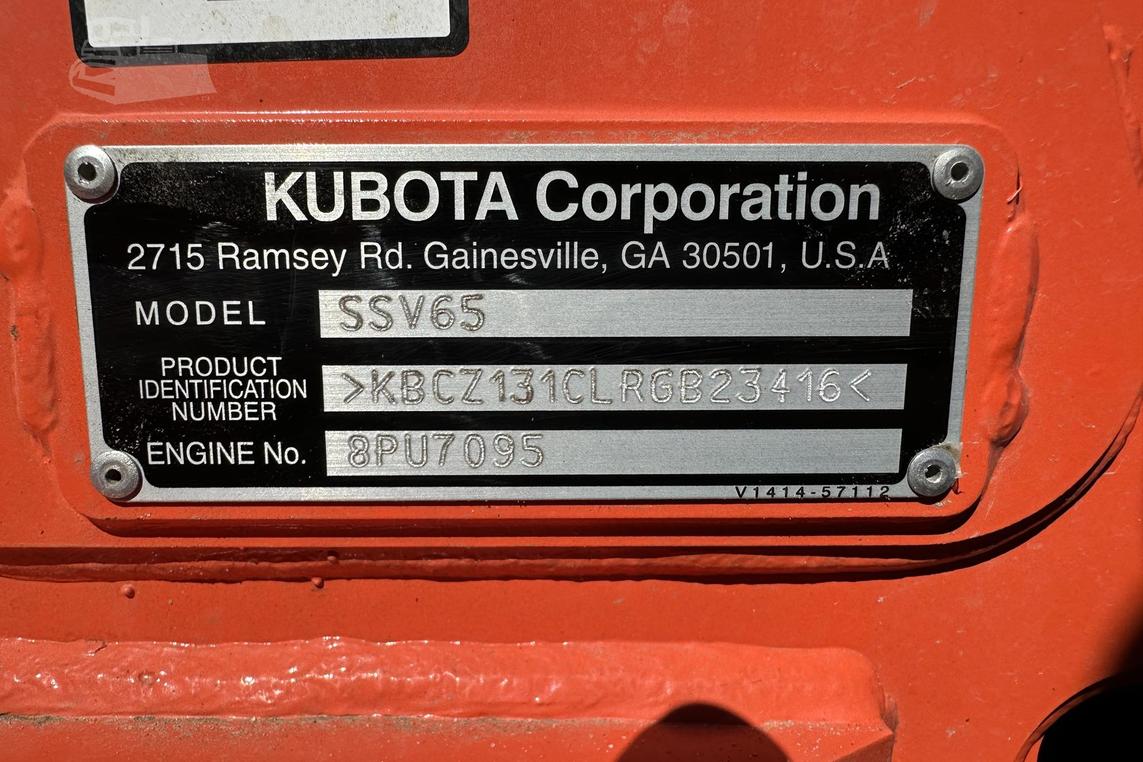 KUBOTA Corporation
2715 Ramsey Rd. Gainesville, GA 30501, U.S.A
MODEL SSV65
PRODUCT
IDENTIFICATION
NUMBER
>KBCZ131CLRGB23416<
ENGINE No. 8PU7095
V1414-57112